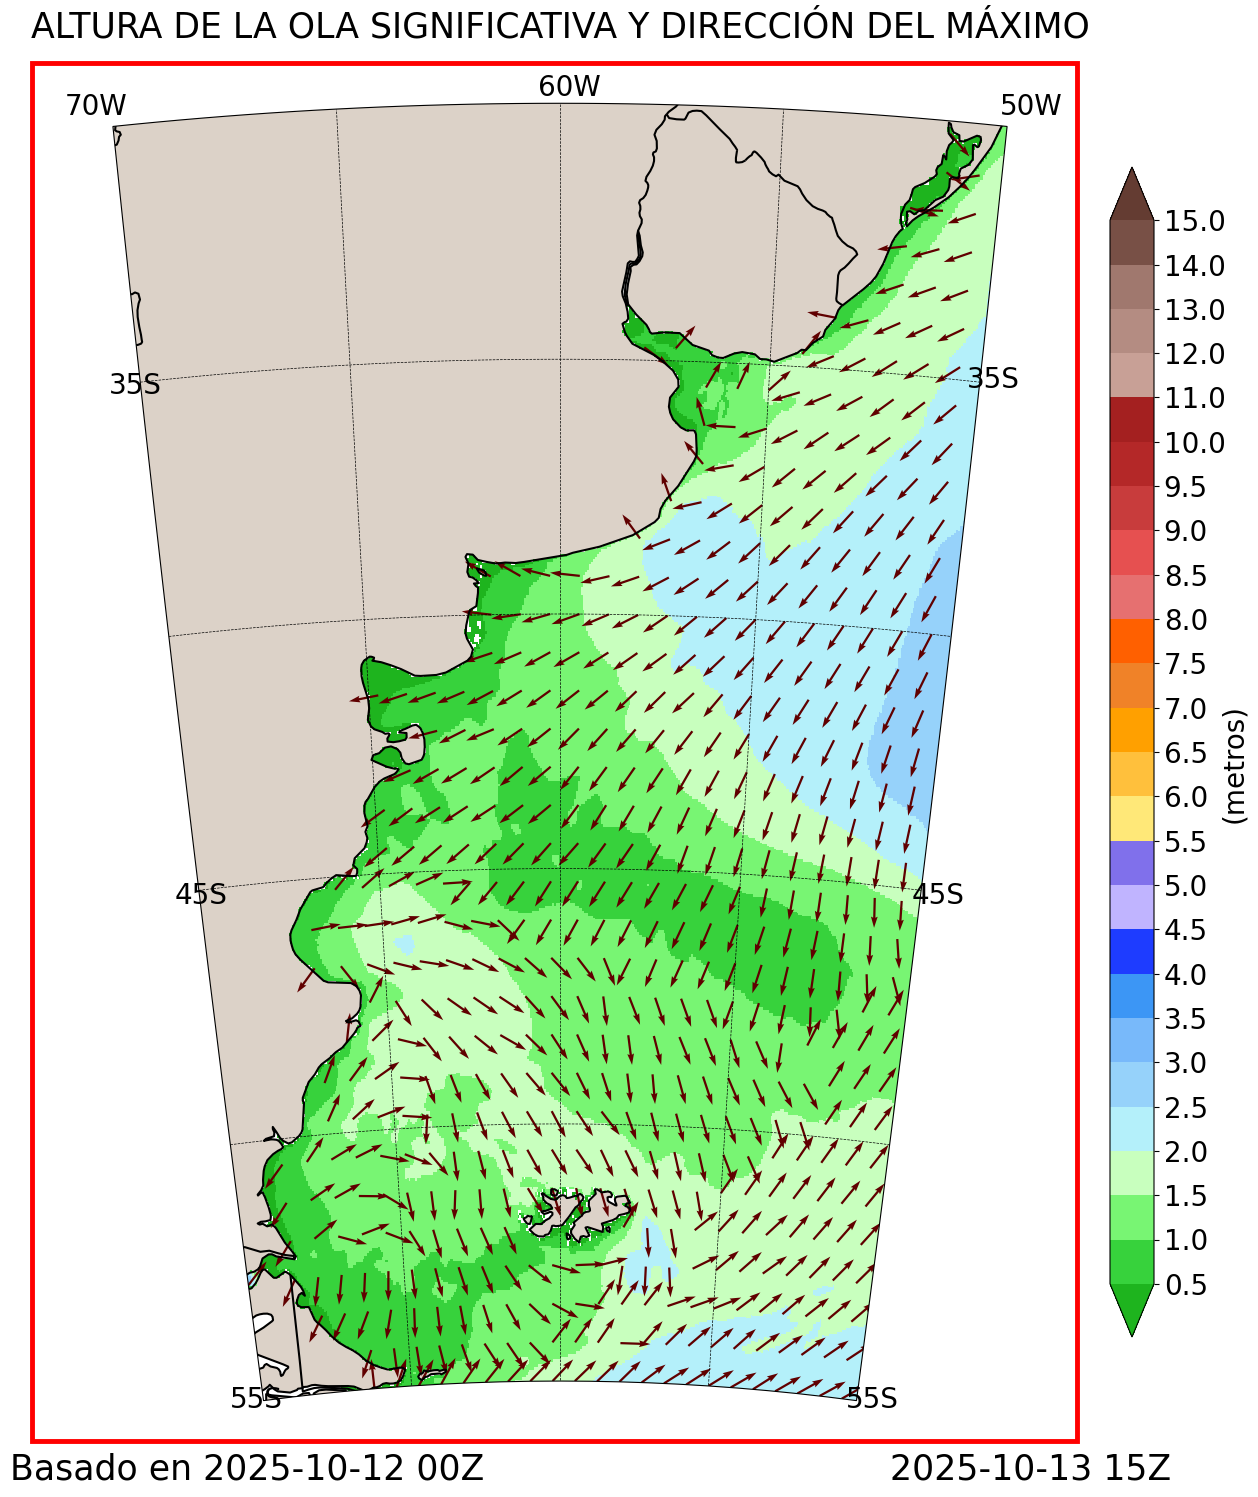 ALTURA DE LA OLA SIGNIFICATIVA Y DIRECCIÓN DEL MÁXIMO
70W
60W
50W
35S
35S
45S
45S
55S
55S
15.0
14.0
13.0
12.0
11.0
10.0
9.5
9.0
8.5
8.0
7.5
7.0
6.5
6.0
5.5
5.0
4.5
4.0
3.5
3.0
2.5
2.0
1.5
1.0
0.5
(metros)
Basado en 2025-10-12 00Z
2025-10-13 15Z